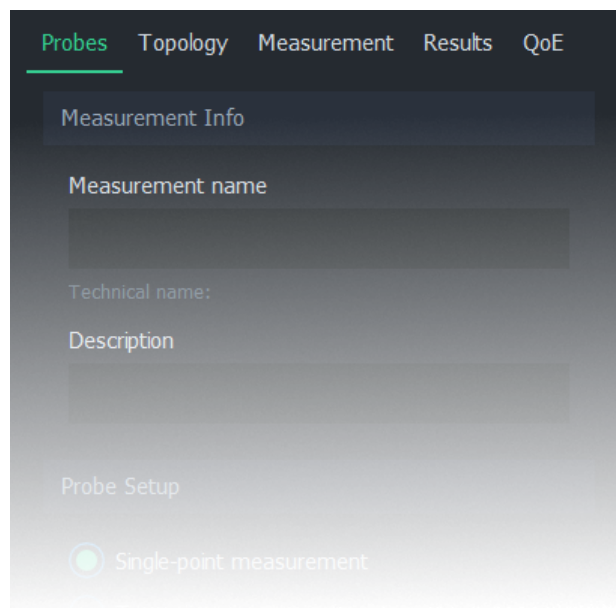 Probes Topology Measurement Results QoE
Measurement Info
Measurement name
Technical name:
Description
Probe Setup
Single-point measurement